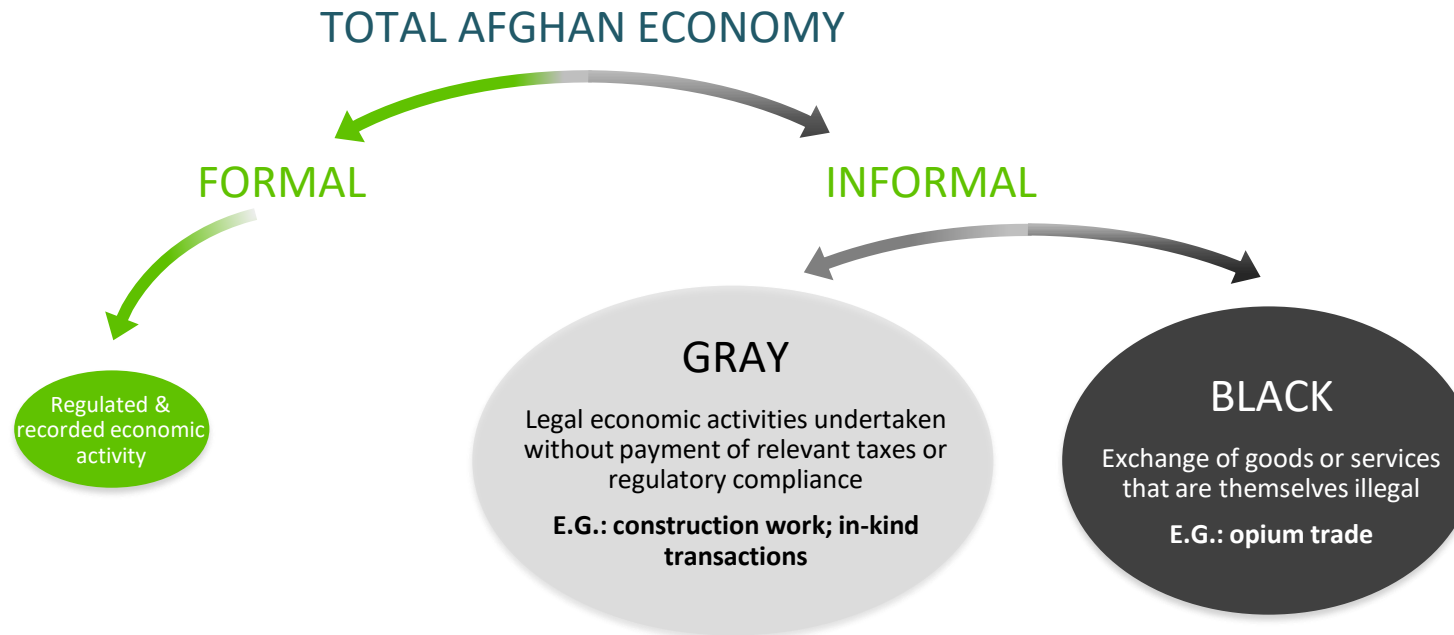 TOTAL AFGHAN ECONOMY
FORMAL
INFORMAL
Regulated &
recorded economic
activity
GRAY
Legal economic activities undertaken
without payment of relevant taxes or
regulatory compliance
E.G.: construction work; in-kind
transactions
BLACK
Exchange of goods or services
that are themselves illegal
E.G.: opium trade